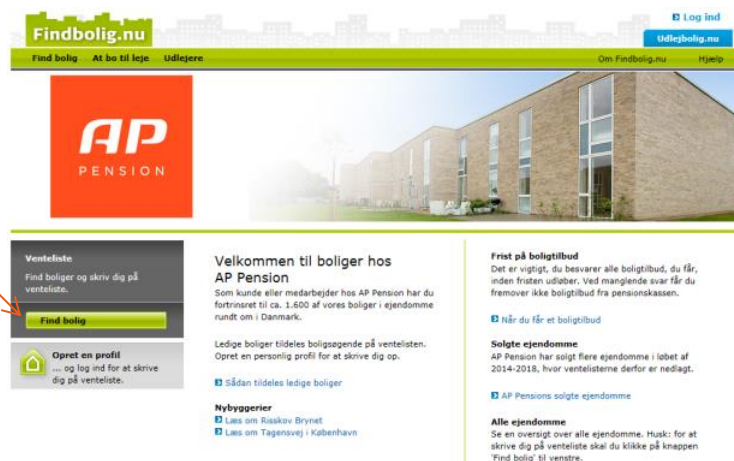 Findbolig.nu
Log ind
Udlejbolig.nu
Find bolig At bo til leje Udlejere
Om Findbolig.nu Hjælp
AP
PENSION
Venteliste
Find boliger og skriv dig på
venteliste.
Find bolig
Opret en profil
... og log ind for at skrive
dig på venteliste.
Velkommen til boliger hos
AP Pension
Som kunde eller medarbejder hos AP Pension har du
fortrinsret til ca. 1.600 af vores boliger i ejendomme
rundt om i Danmark.
Ledige boliger tildeles boligsøgende på ventelisten.
Opret en personlig profil for at skrive dig op.
Sådan tildeles ledige boliger
Nybyggerier
Læs om Risskov Brynet
Læs om Tagensvej i København
Frist på boligtilbud
Det er vigtigt, du besvarer alle boligtilbud, du får,
inden fristen udløber. Ved manglende svar får du
fremover ikke boligtilbud fra pensionskassen.
Når du får et boligtilbud
Solgte ejendomme
AP Pension har solgt flere ejendomme i løbet af
2014-2018, hvor ventelisterne derfor er nedlagt.
AP Pensions solgte ejendomme
Alle ejendomme
Se en oversigt over alle ejendomme. Husk: for at
skrive dig på venteliste skal du klikke på knappen
'Find bolig' til venstre.